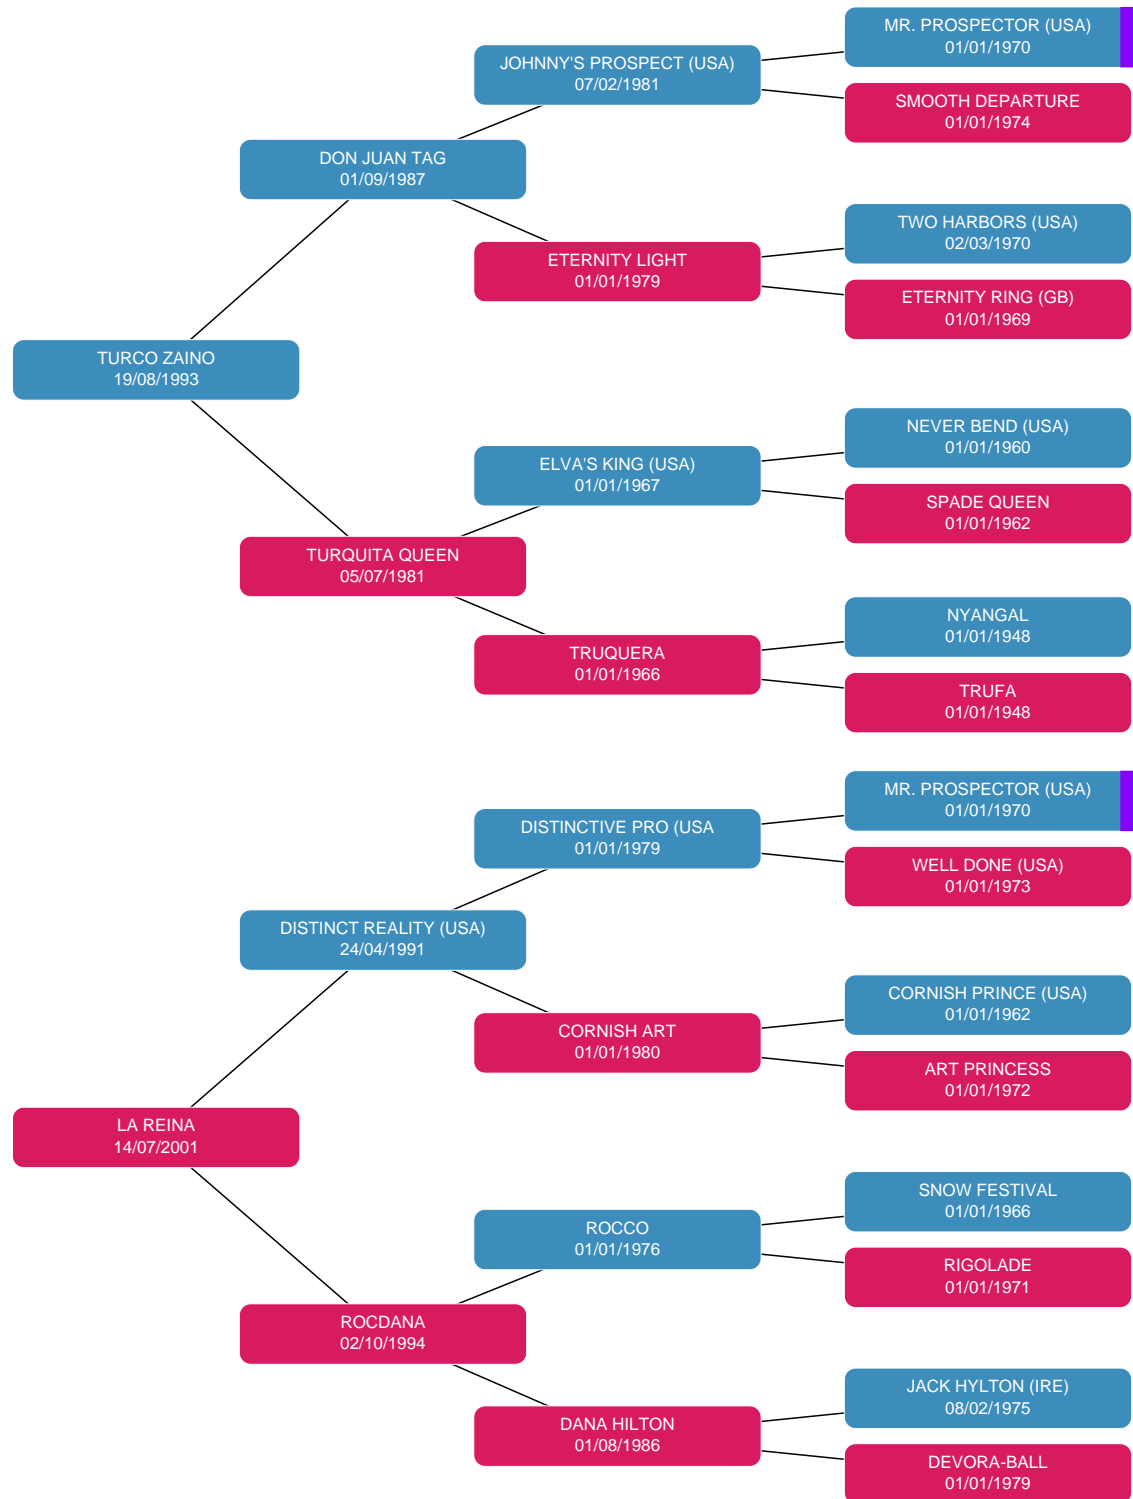 MR. PROSPECTOR (USA)
01/01/1970
JOHNNY'S PROSPECT (USA)
07/02/1981
SMOOTH DEPARTURE
01/01/1974
DON JUAN TAG
01/09/1987
TWO HARBORS (USA)
02/03/1970
ETERNITY LIGHT
01/01/1979
ETERNITY RING (GB)
01/01/1969
TURCO ZAINO
19/08/1993
NEVER BEND (USA)
01/01/1960
ELVA'S KING (USA)
01/01/1967
SPADE QUEEN
01/01/1962
TURQUITA QUEEN
05/07/1981
NYANGAL
01/01/1948
TRUQUERA
01/01/1966
TRUFA
01/01/1948
MR. PROSPECTOR (USA)
01/01/1970
DISTINCTIVE PRO (USA
01/01/1979
WELL DONE (USA)
01/01/1973
DISTINCT REALITY (USA)
24/04/1991
CORNISH PRINCE (USA)
01/01/1962
CORNISH ART
01/01/1980
ART PRINCESS
01/01/1972
LA REINA
14/07/2001
SNOW FESTIVAL
01/01/1966
ROCCO
01/01/1976
RIGOLADE
01/01/1971
ROCDANA
02/10/1994
JACK HYLTON (IRE)
08/02/1975
DANA HILTON
01/08/1986
DEVORA-BALL
01/01/1979